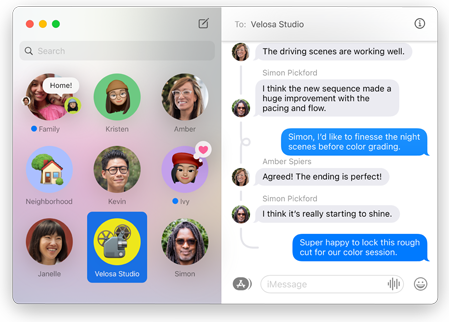 Search
Home!
Family
Kristen
Amber
Neighborhood
Kevin
Ivy
Janelle
Velosa Studio
Simon
To: Velosa Studio
The driving scenes are working well.
Simon Pickford
I think the new sequence made a
huge improvement with the
pacing and flow.
Simon, I'd like to finesse the night
scenes before color grading.
Amber Spiers
Agreed! The ending is perfect!
Simon Pickford
I think it's really starting to shine.
Super happy to lock this rough
cut for our color session.
iMessage